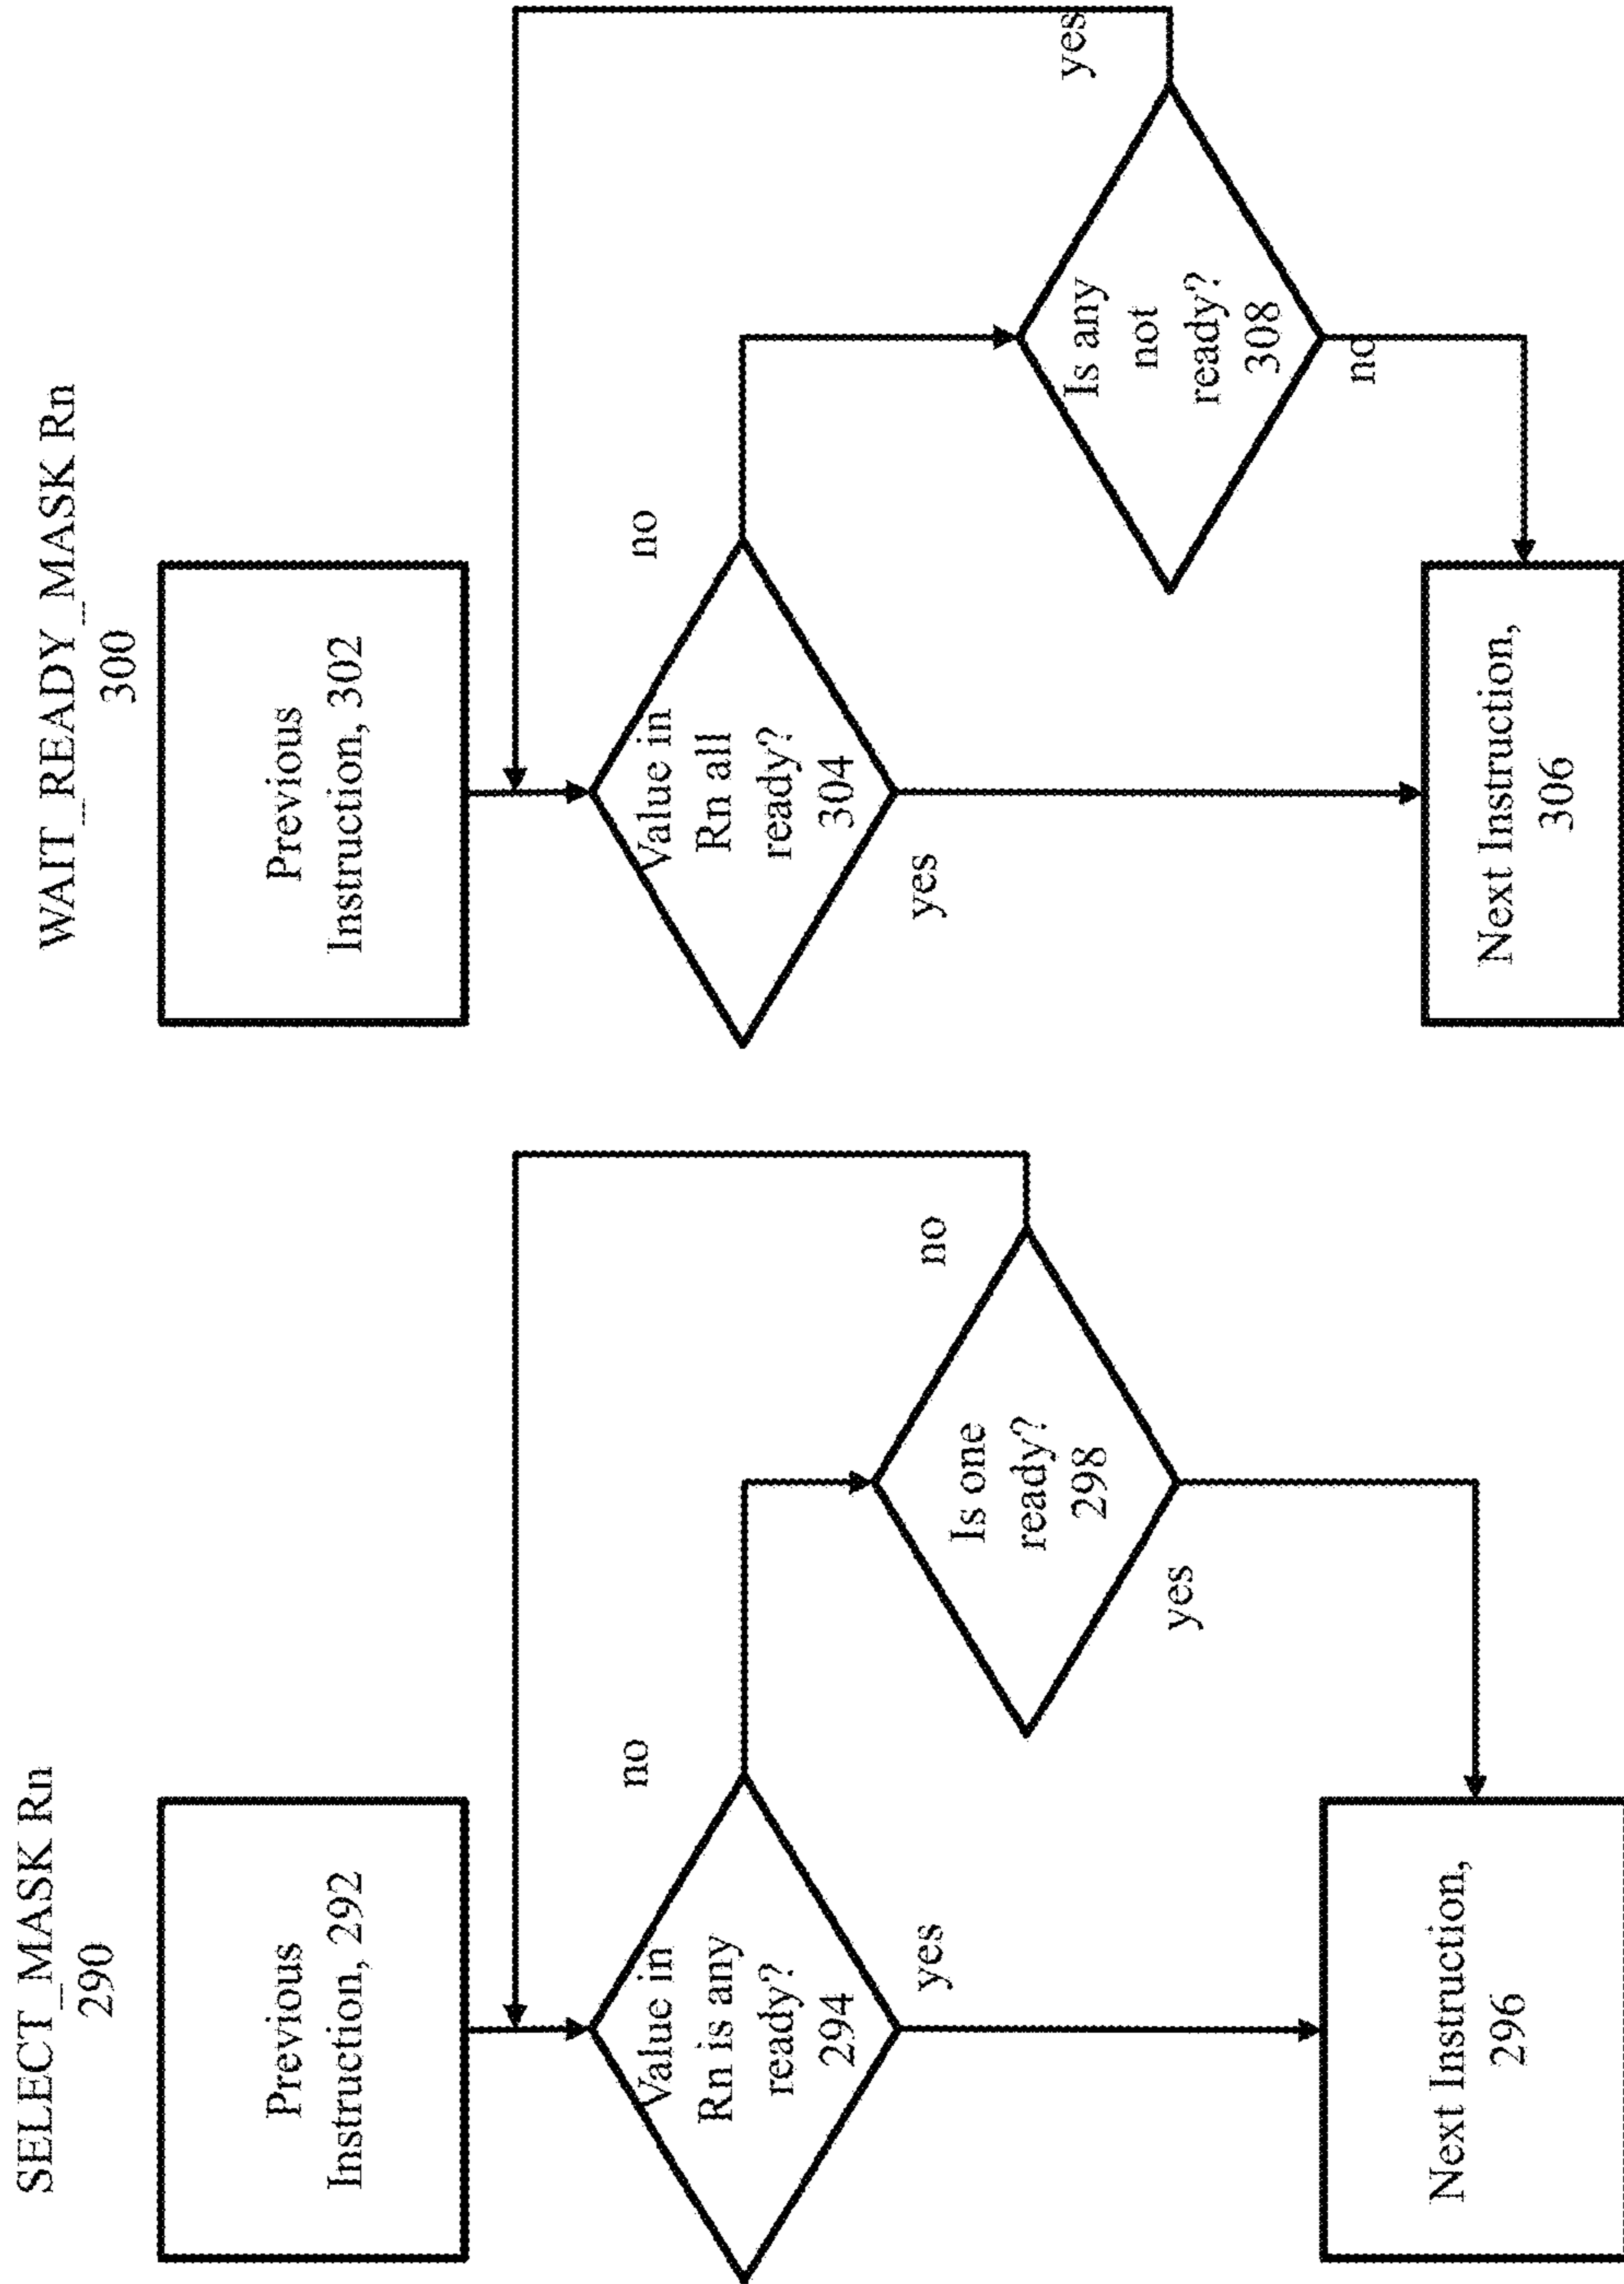 SELECT_MASK Rn
290
Previous
Instruction, 292
Value in
Rn is any
ready?
294
no
yes
Is one
ready?
298
no
yes
Next Instruction,
296
WAIT_READY_MASK Rn
300
Previous
Instruction, 302
Value in
Rn all
ready?
304
no
yes
Is any
not
ready?
308
yes
no
Next Instruction,
306